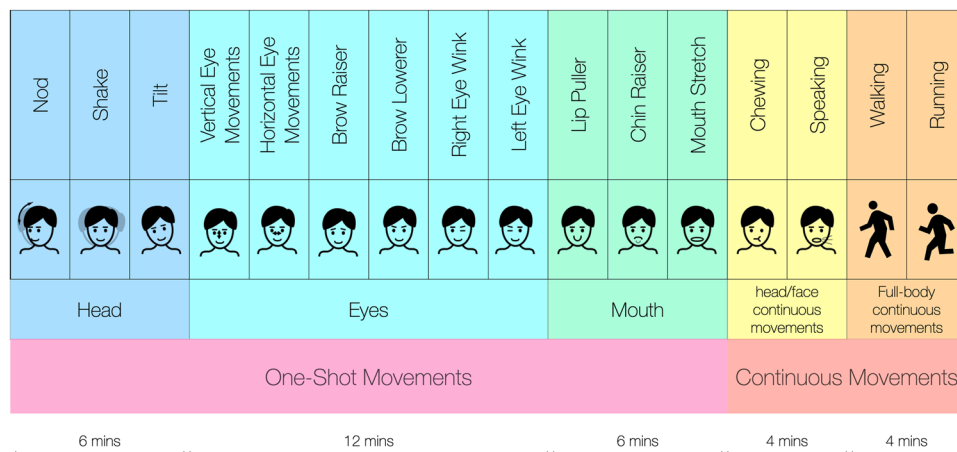 Nod
Shake
Tilt
Vertical Eye
Movements
Horizontal Eye
Movements
Brow Raiser
Brow Lowerer
Right Eye Wink
Left Eye Wink
Lip Puller
Chin Raiser
Mouth Stretch
Chewing
Speaking
Walking
Running
Head
Eyes
Mouth
head/face
continuous
movements
Full-body
continuous
movements
One-Shot Movements
Continuous Movements
6 mins
12 mins
6 mins
4 mins
4 mins